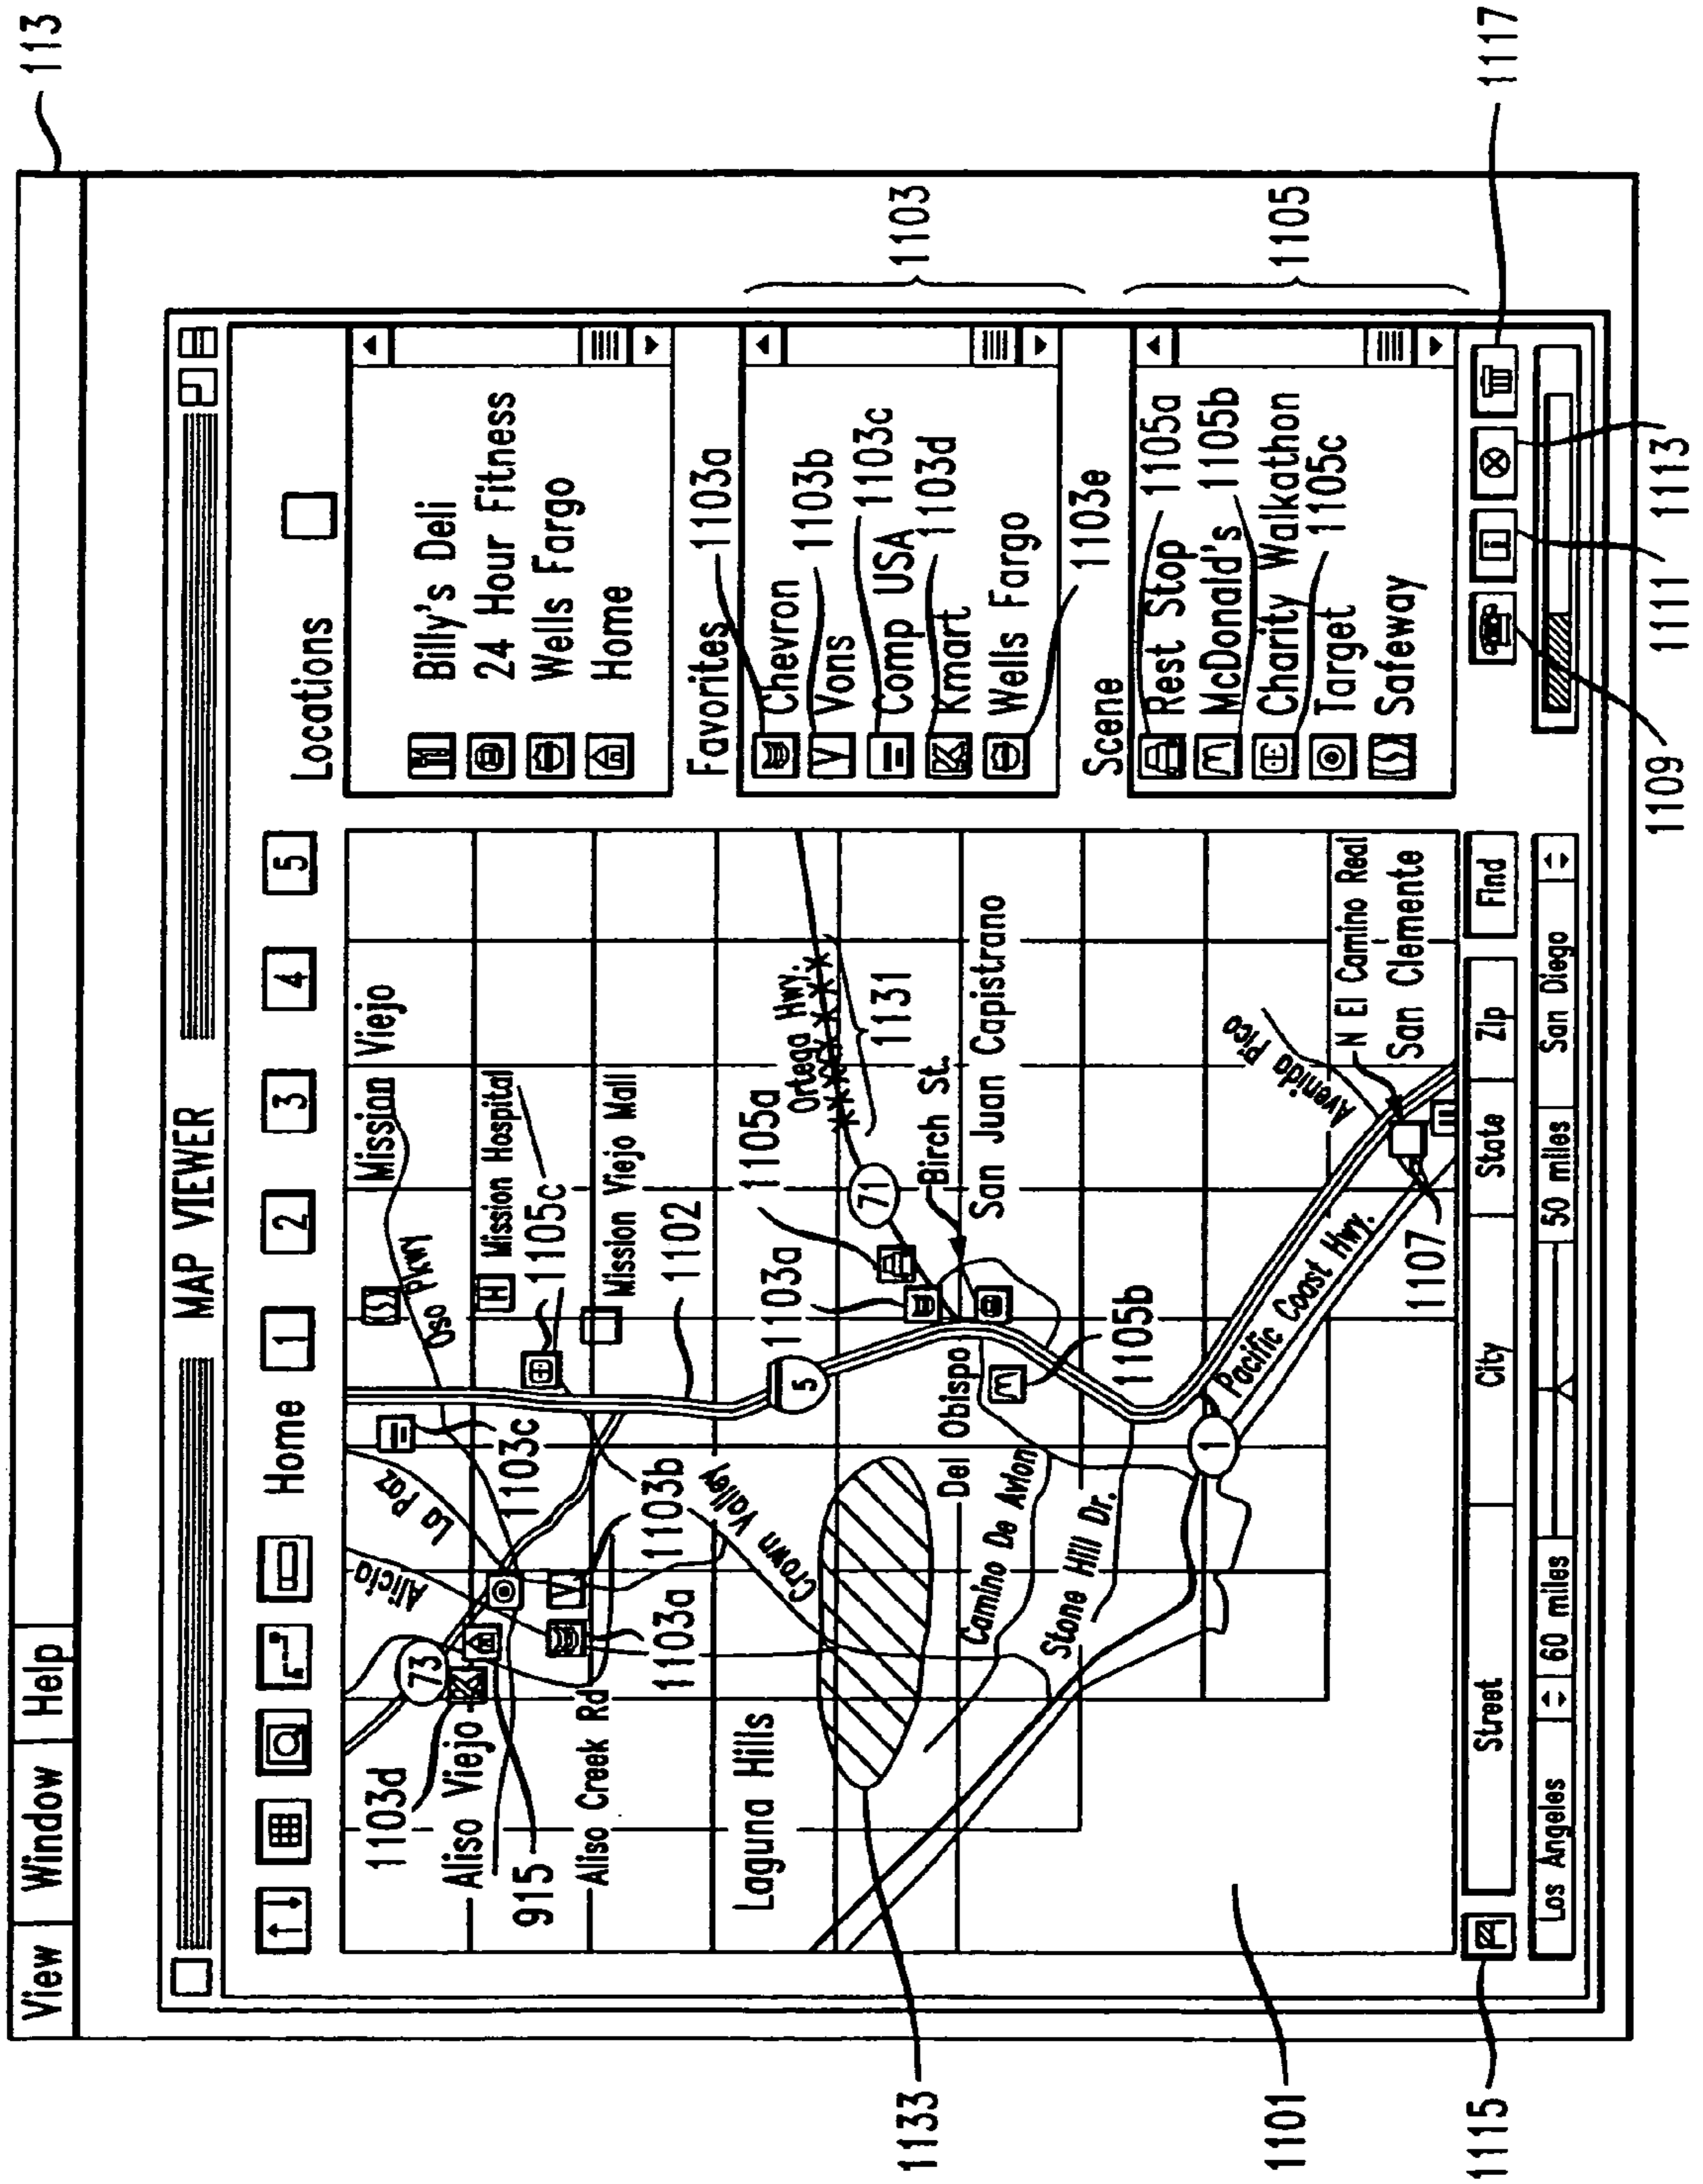 113
View Window Help
MAP VIEWER
Home 1 2 3 4 5
Locations
Billy's Deli
24 Hour Fitness
Wells Fargo
Home
Favorites
1103a
Chevron
Vons 1103b
Comp USA 1103c
Kmart 1103d
Wells Fargo
1103e
1103
Scene
Rest Stop 1105a
McDonald's 1105b
Charity Walkathon
Target 1105c
Safeway
1105
Mission Viejo
Oso Pkwy
La Paz
Alicia
73
1103d
Aliso Viejo
915
Aliso Creek Rd
1103c
H Mission Hospital
1105c
Mission Viejo Mall
1102
V
1103b
1103a
Crown Valley
Laguna Hills
5
1103a
1105a
Ortega Hwy.
1131
71
Birch St.
San Juan Capistrano
Del Obispo
1105b
Camino De Avion
Stone Hill Dr.
1
Pacific Coast Hwy.
Avenida Pico
N El Camino Real
San Clemente
1107
1133
1101
1115
Street City State Zip Find
Los Angeles 60 miles 50 miles San Diego
1109
1111
1113
1117